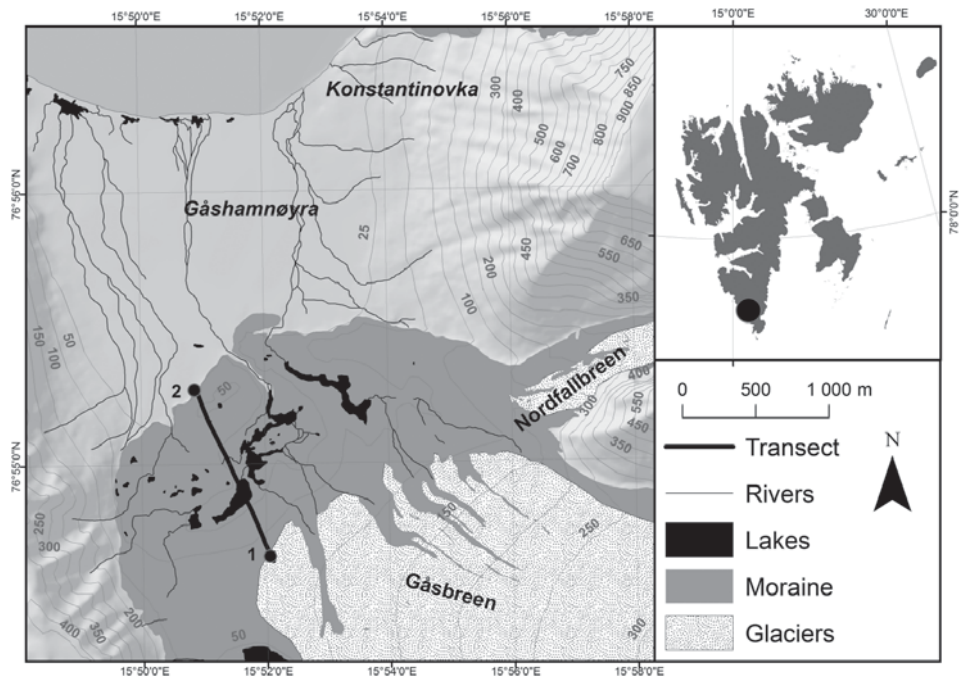 15°50'0"E
15°52'0"E
15°54'0"E
15°56'0"E
15°58'0"E
15°0'0"E
30°0'0"E
Konstantinovka
300
400
500
600
700
750
850
900
800
76°56'0"N
Gåshamnøyra
25
200
450
650
550
350
100
78°0'0"N
150
100
50
2
50
Nordfallbreen
400
300
550
450
350
76°55'0"N
150
250
250
300
1
Gåsbreen
200
350
400
50
300
15°50'0"E
15°52'0"E
15°54'0"E
15°56'0"E
15°58'0"E
0 500 1 000 m
Transect
N
Rivers
Lakes
Moraine
Glaciers